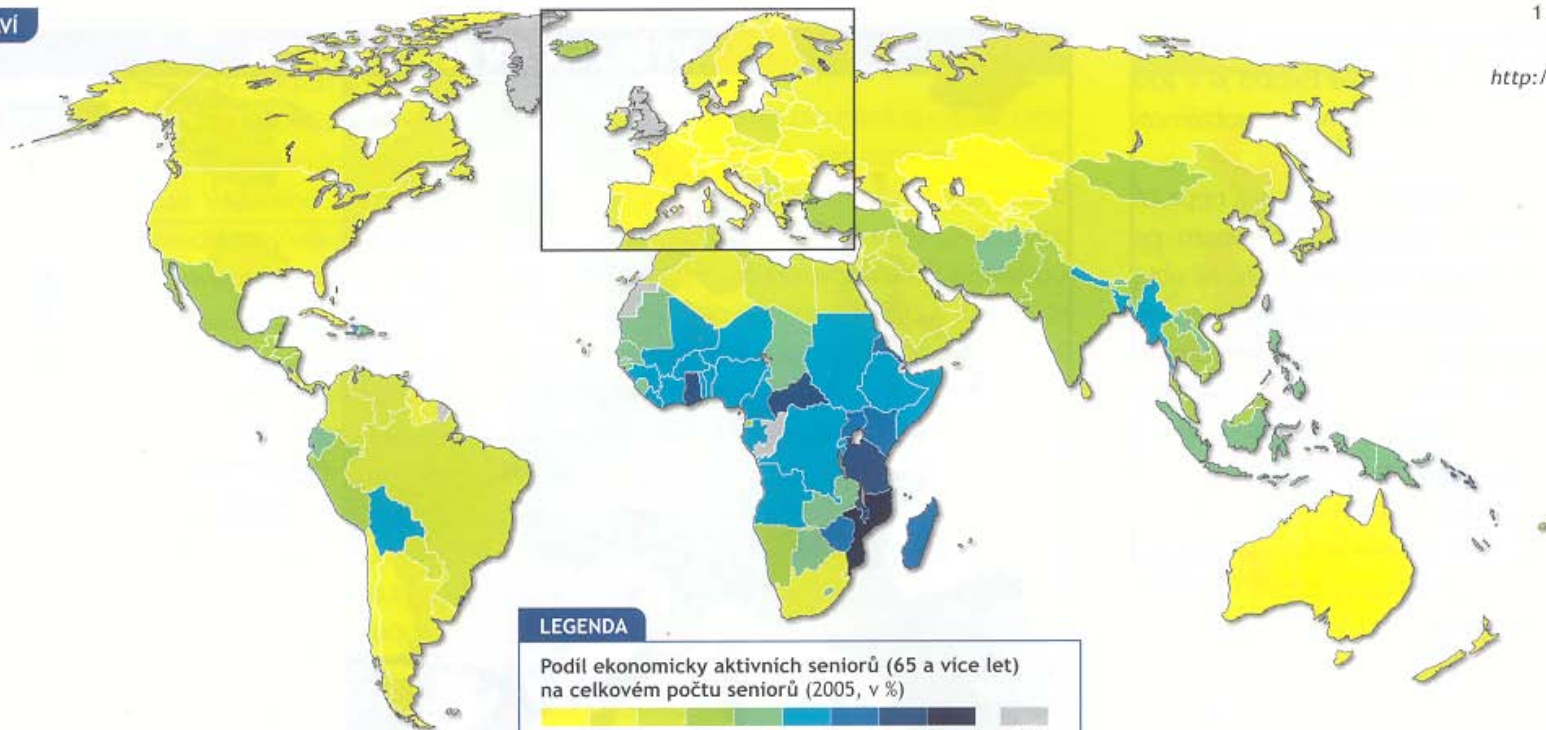 VÍ
1
http:/
LEGENDA
Podíl ekonomicky aktivních seniorů (65 a více let)
na celkovém počtu seniorů (2005, v %)